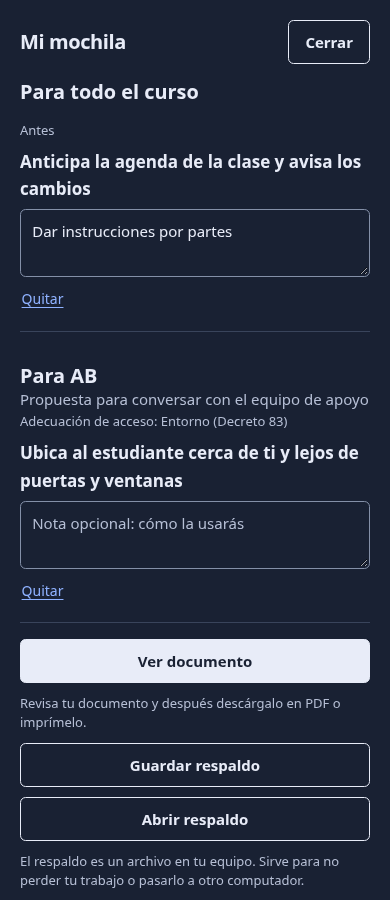 Mi mochila
Cerrar
Para todo el curso
Antes
Anticipa la agenda de la clase y avisa los
cambios
Dar instrucciones por partes
Quitar
Para AB
Propuesta para conversar con el equipo de apoyo
Adecuación de acceso: Entorno (Decreto 83)
Ubica al estudiante cerca de ti y lejos de
puertas y ventanas
Nota opcional: cómo la usarás
Quitar
Ver documento
Revisa tu documento y después descárgalo en PDF o
imprímelo.
Guardar respaldo
Abrir respaldo
El respaldo es un archivo en tu equipo. Sirve para no
perder tu trabajo o pasarlo a otro computador.